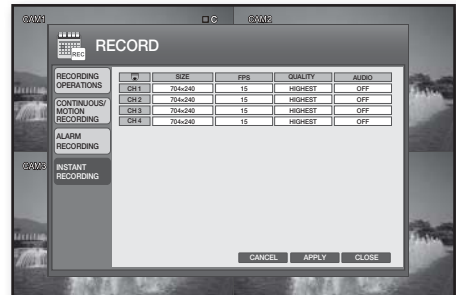 CAM1
C
CAM2
REC
RECORD
RECORDING
OPERATIONS
CONTINUOUS/
MOTION
RECORDING
ALARM
RECORDING
INSTANT
RECORDING
SIZE FPS QUALITY AUDIO
CH 1 704x240 15 HIGHEST OFF
CH 2 704x240 15 HIGHEST OFF
CH 3 704x240 15 HIGHEST OFF
CH 4 704x240 15 HIGHEST OFF
CAM3
CANCEL APPLY CLOSE